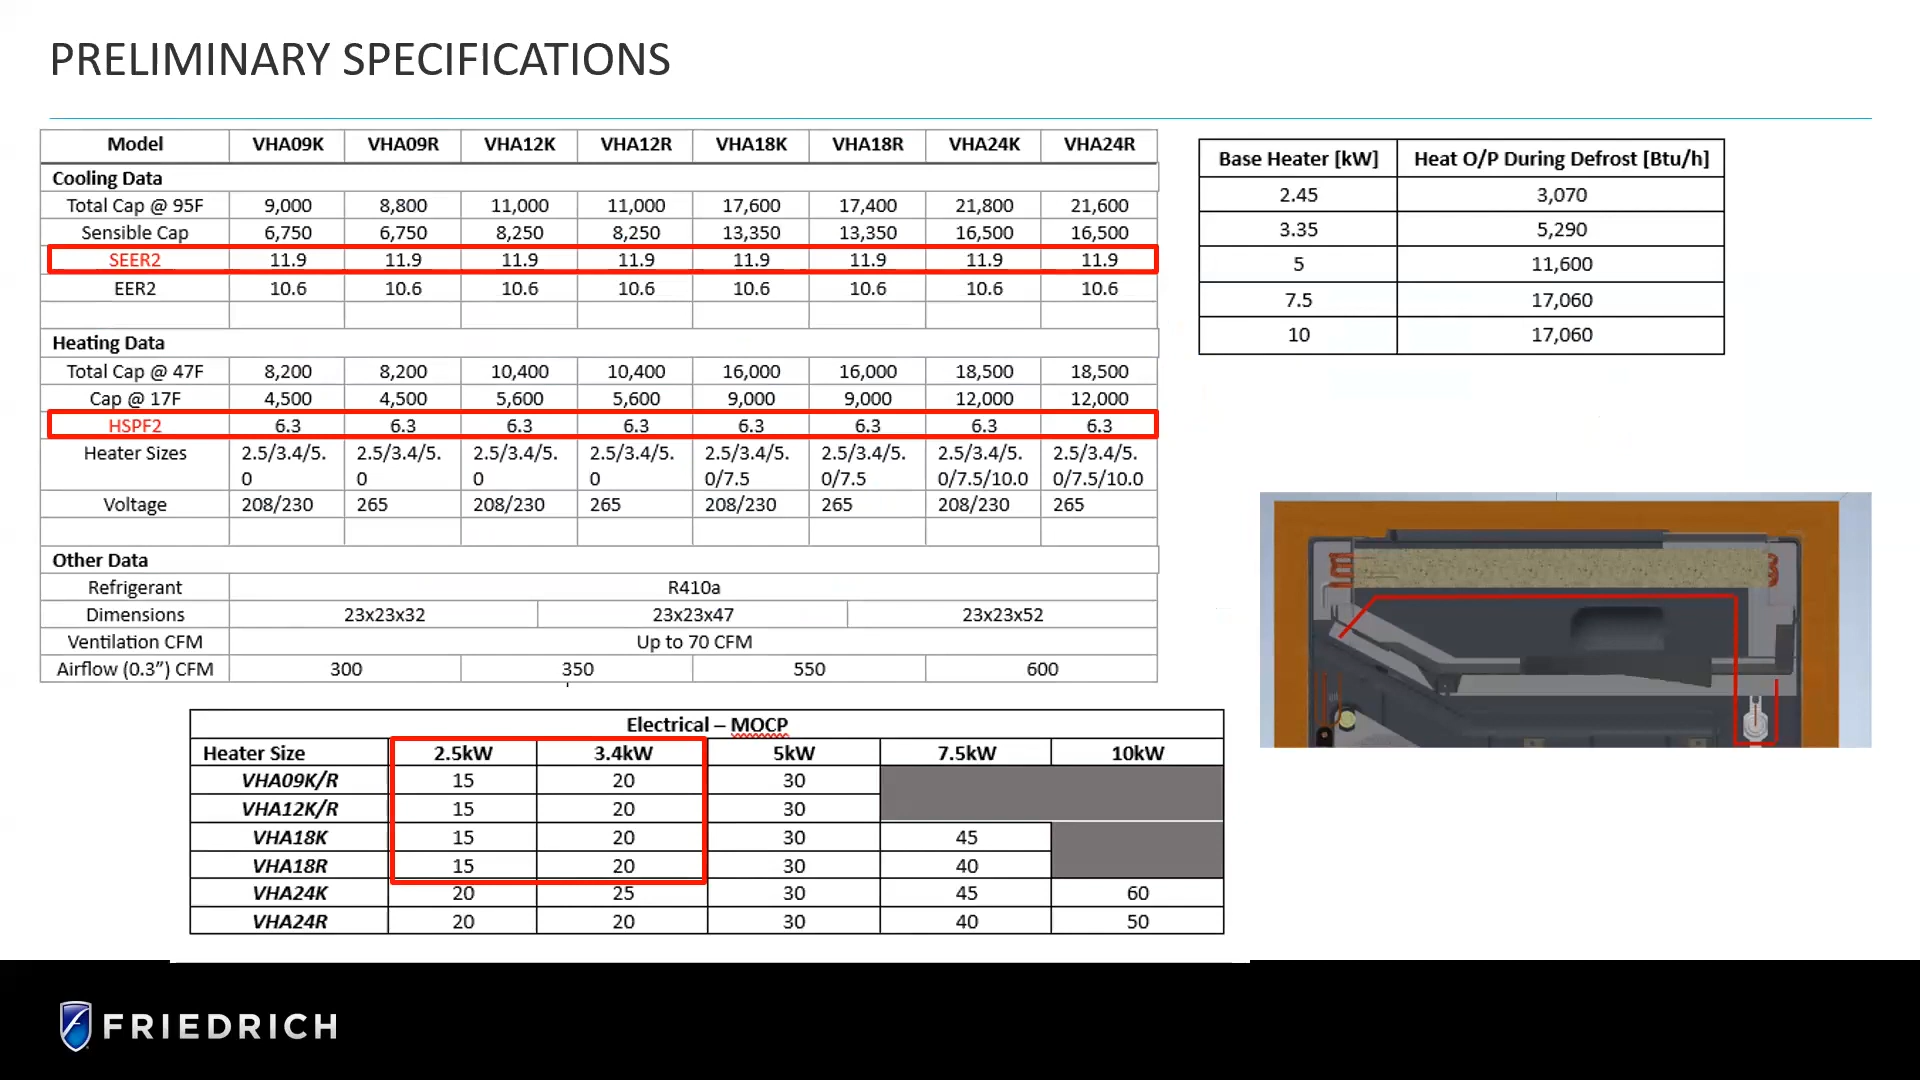 PRELIMINARY SPECIFICATIONS
Model VHA09K VHA09R VHA12K VHA12R VHA18K VHA18R VHA24K VHA24R
Cooling Data
Total Cap @ 95F 9,000 8,800 11,000 11,000 17,600 17,400 21,800 21,600
Sensible Cap 6,750 6,750 8,250 8,250 13,350 13,350 16,500 16,500
SEER2 11.9 11.9 11.9 11.9 11.9 11.9 11.9 11.9
EER2 10.6 10.6 10.6 10.6 10.6 10.6 10.6 10.6
Heating Data
Total Cap @ 47F 8,200 8,200 10,400 10,400 16,000 16,000 18,500 18,500
Cap @ 17F 4,500 4,500 5,600 5,600 9,000 9,000 12,000 12,000
HSPF2 6.3 6.3 6.3 6.3 6.3 6.3 6.3 6.3
Heater Sizes 2.5/3.4/5. 2.5/3.4/5. 2.5/3.4/5. 2.5/3.4/5. 2.5/3.4/5. 2.5/3.4/5. 2.5/3.4/5. 2.5/3.4/5.
0 0 0 0 0/7.5 0/7.5 0/7.5/10.0 0/7.5/10.0
Voltage 208/230 265 208/230 265 208/230 265 208/230 265
Other Data
Refrigerant R410a
Dimensions 23x23x32 23x23x47 23x23x52
Ventilation CFM Up to 70 CFM
Airflow (0.3”) CFM 300 350 550 600
Base Heater [kW] Heat O/P During Defrost [Btu/h]
2.45 3,070
3.35 5,290
5 11,600
7.5 17,060
10 17,060
Electrical – MOCP
Heater Size 2.5kW 3.4kW 5kW 7.5kW 10kW
VHA09K/R 15 20 30
VHA12K/R 15 20 30
VHA18K 15 20 30 45
VHA18R 15 20 30 40
VHA24K 20 25 30 45 60
VHA24R 20 20 30 40 50
FRIEDRICH